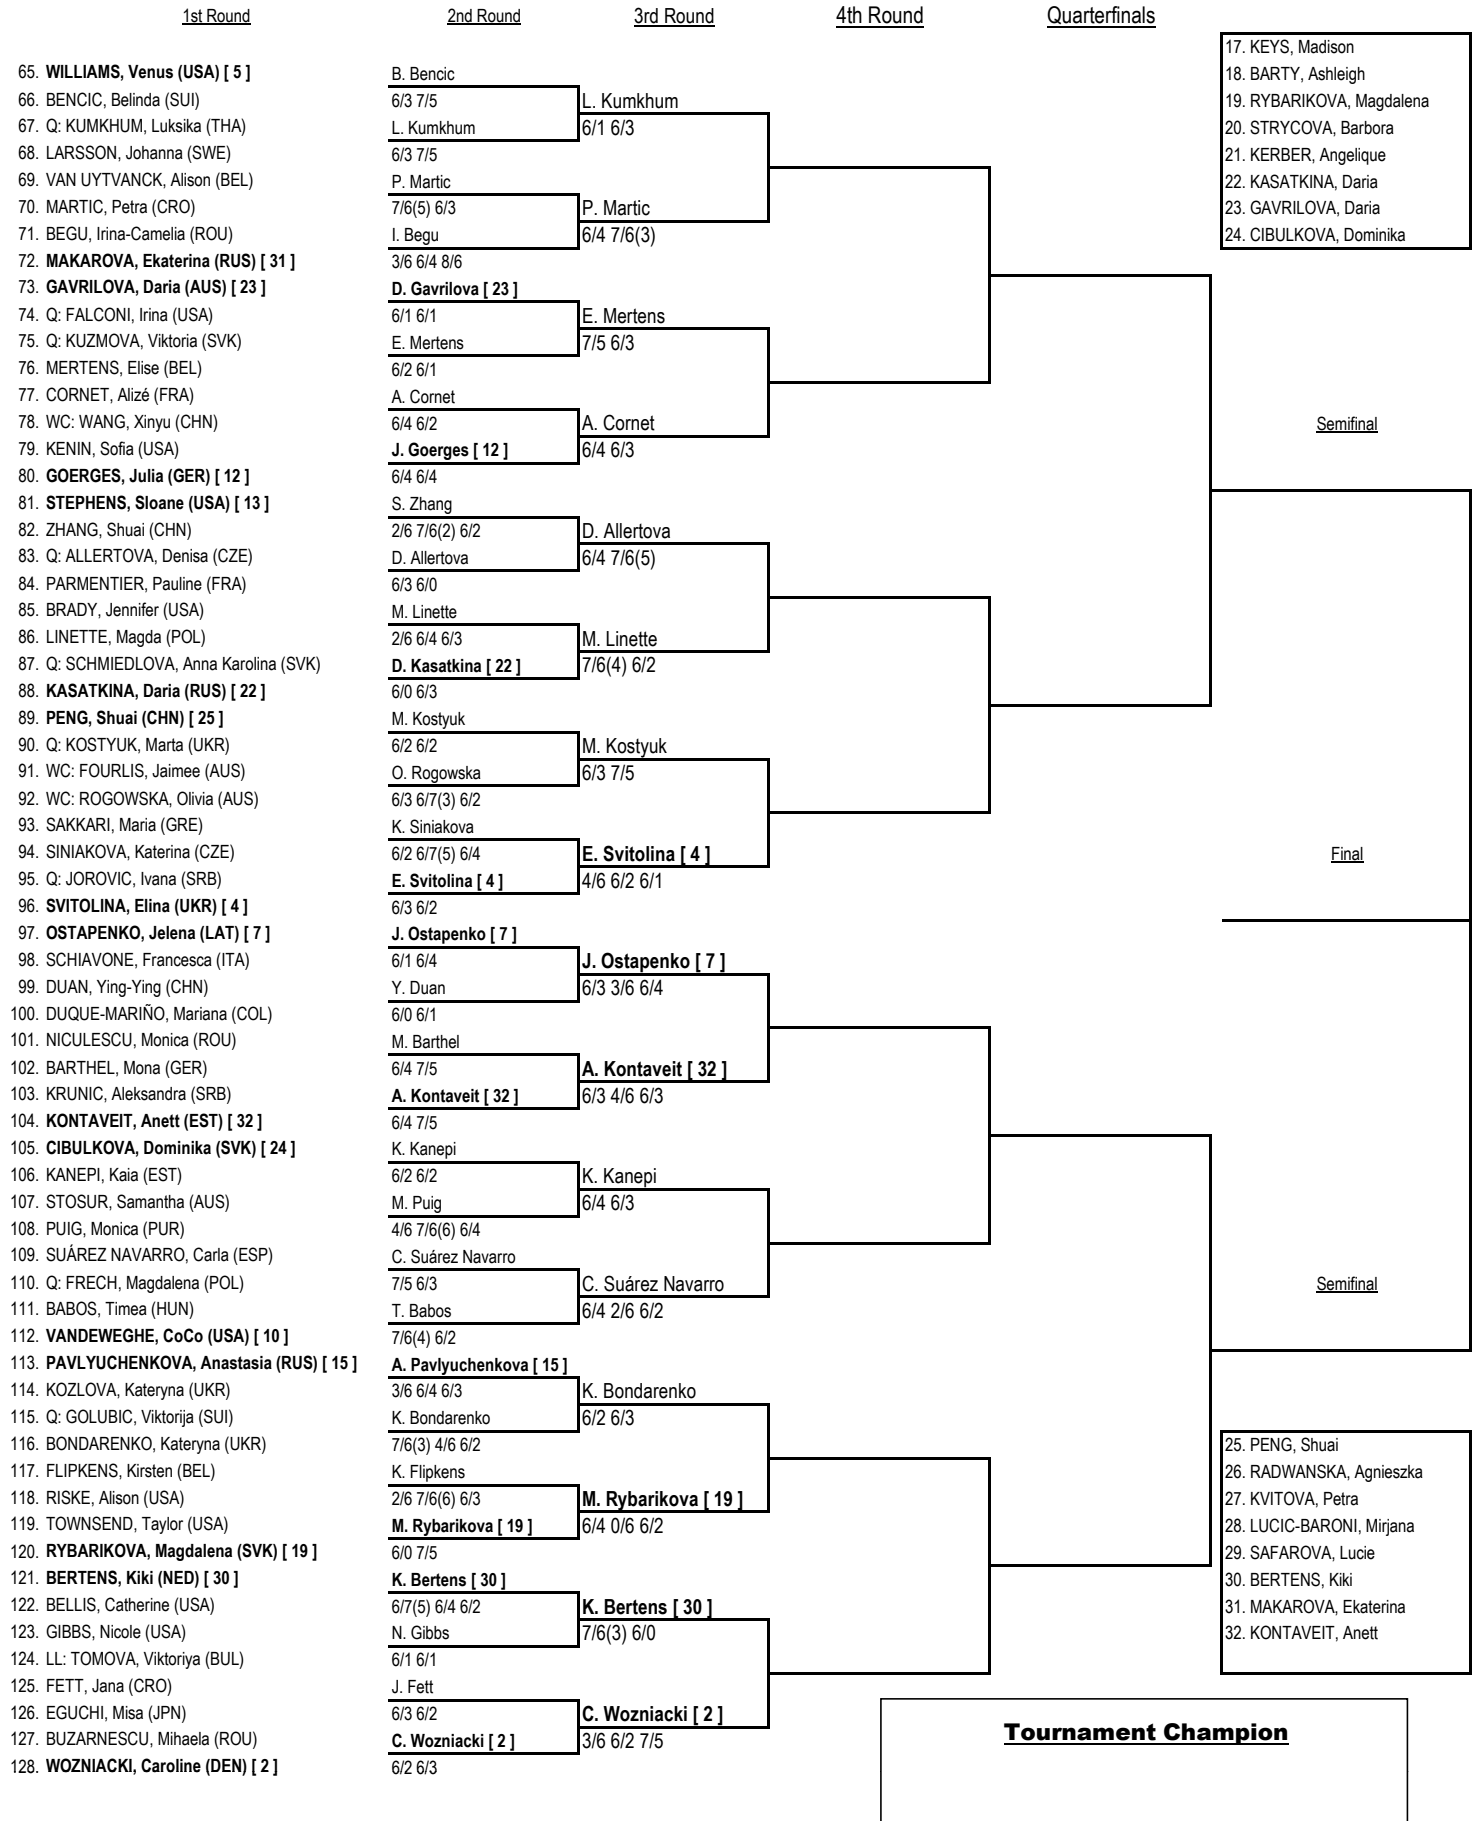 1st Round 2nd Round 3rd Round 4th Round Quarterfinals
17. KEYS, Madison
18. BARTY, Ashleigh
19. RYBARIKOVA, Magdalena
20. STRYCOVA, Barbora
21. KERBER, Angelique
22. KASATKINA, Daria
23. GAVRILOVA, Daria
24. CIBULKOVA, Dominika
65. WILLIAMS, Venus (USA) [ 5 ]
66. BENCIC, Belinda (SUI)
67. Q: KUMKHUM, Luksika (THA)
68. LARSSON, Johanna (SWE)
69. VAN UYTVANCK, Alison (BEL)
70. MARTIC, Petra (CRO)
71. BEGU, Irina-Camelia (ROU)
72. MAKAROVA, Ekaterina (RUS) [ 31 ]
73. GAVRILOVA, Daria (AUS) [ 23 ]
74. Q: FALCONI, Irina (USA)
75. Q: KUZMOVA, Viktoria (SVK)
76. MERTENS, Elise (BEL)
77. CORNET, Alizé (FRA)
78. WC: WANG, Xinyu (CHN)
79. KENIN, Sofia (USA)
80. GOERGES, Julia (GER) [ 12 ]
81. STEPHENS, Sloane (USA) [ 13 ]
82. ZHANG, Shuai (CHN)
83. Q: ALLERTOVA, Denisa (CZE)
84. PARMENTIER, Pauline (FRA)
85. BRADY, Jennifer (USA)
86. LINETTE, Magda (POL)
87. Q: SCHMIEDLOVA, Anna Karolina (SVK)
88. KASATKINA, Daria (RUS) [ 22 ]
89. PENG, Shuai (CHN) [ 25 ]
90. Q: KOSTYUK, Marta (UKR)
91. WC: FOURLIS, Jaimee (AUS)
92. WC: ROGOWSKA, Olivia (AUS)
93. SAKKARI, Maria (GRE)
94. SINIAKOVA, Katerina (CZE)
95. Q: JOROVIC, Ivana (SRB)
96. SVITOLINA, Elina (UKR) [ 4 ]
97. OSTAPENKO, Jelena (LAT) [ 7 ]
98. SCHIAVONE, Francesca (ITA)
99. DUAN, Ying-Ying (CHN)
100. DUQUE-MARIÑO, Mariana (COL)
101. NICULESCU, Monica (ROU)
102. BARTHEL, Mona (GER)
103. KRUNIC, Aleksandra (SRB)
104. KONTAVEIT, Anett (EST) [ 32 ]
105. CIBULKOVA, Dominika (SVK) [ 24 ]
106. KANEPI, Kaia (EST)
107. STOSUR, Samantha (AUS)
108. PUIG, Monica (PUR)
109. SUÁREZ NAVARRO, Carla (ESP)
110. Q: FRECH, Magdalena (POL)
111. BABOS, Timea (HUN)
112. VANDEWEGHE, CoCo (USA) [ 10 ]
113. PAVLYUCHENKOVA, Anastasia (RUS) [ 15 ]
114. KOZLOVA, Kateryna (UKR)
115. Q: GOLUBIC, Viktorija (SUI)
116. BONDARENKO, Kateryna (UKR)
117. FLIPKENS, Kirsten (BEL)
118. RISKE, Alison (USA)
119. TOWNSEND, Taylor (USA)
120. RYBARIKOVA, Magdalena (SVK) [ 19 ]
121. BERTENS, Kiki (NED) [ 30 ]
122. BELLIS, Catherine (USA)
123. GIBBS, Nicole (USA)
124. LL: TOMOVA, Viktoriya (BUL)
125. FETT, Jana (CRO)
126. EGUCHI, Misa (JPN)
127. BUZARNESCU, Mihaela (ROU)
128. WOZNIACKI, Caroline (DEN) [ 2 ]
B. Bencic
6/3 7/5
L. Kumkhum
6/3 7/5
P. Martic
7/6(5) 6/3
I. Begu
3/6 6/4 8/6
D. Gavrilova [ 23 ]
6/1 6/1
E. Mertens
6/2 6/1
A. Cornet
6/4 6/2
J. Goerges [ 12 ]
6/4 6/4
S. Zhang
2/6 7/6(2) 6/2
D. Allertova
6/3 6/0
M. Linette
2/6 6/4 6/3
D. Kasatkina [ 22 ]
6/0 6/3
M. Kostyuk
6/2 6/2
O. Rogowska
6/3 6/7(3) 6/2
K. Siniakova
6/2 6/7(5) 6/4
E. Svitolina [ 4 ]
6/3 6/2
J. Ostapenko [ 7 ]
6/1 6/4
Y. Duan
6/0 6/1
M. Barthel
6/4 7/5
A. Kontaveit [ 32 ]
6/4 7/5
K. Kanepi
6/2 6/2
M. Puig
4/6 7/6(6) 6/4
C. Suárez Navarro
7/5 6/3
T. Babos
7/6(4) 6/2
A. Pavlyuchenkova [ 15 ]
3/6 6/4 6/3
K. Bondarenko
7/6(3) 4/6 6/2
K. Flipkens
2/6 7/6(6) 6/3
M. Rybarikova [ 19 ]
6/0 7/5
K. Bertens [ 30 ]
6/7(5) 6/4 6/2
N. Gibbs
6/1 6/1
J. Fett
6/3 6/2
C. Wozniacki [ 2 ]
6/2 6/3
L. Kumkhum
6/1 6/3
P. Martic
6/4 7/6(3)
E. Mertens
7/5 6/3
A. Cornet
6/4 6/3
D. Allertova
6/4 7/6(5)
M. Linette
7/6(4) 6/2
M. Kostyuk
6/3 7/5
E. Svitolina [ 4 ]
4/6 6/2 6/1
J. Ostapenko [ 7 ]
6/3 3/6 6/4
A. Kontaveit [ 32 ]
6/3 4/6 6/3
K. Kanepi
6/4 6/3
C. Suárez Navarro
6/4 2/6 6/2
K. Bondarenko
6/2 6/3
M. Rybarikova [ 19 ]
6/4 0/6 6/2
K. Bertens [ 30 ]
7/6(3) 6/0
C. Wozniacki [ 2 ]
3/6 6/2 7/5
Semifinal
Final
Semifinal
25. PENG, Shuai
26. RADWANSKA, Agnieszka
27. KVITOVA, Petra
28. LUCIC-BARONI, Mirjana
29. SAFAROVA, Lucie
30. BERTENS, Kiki
31. MAKAROVA, Ekaterina
32. KONTAVEIT, Anett
Tournament Champion